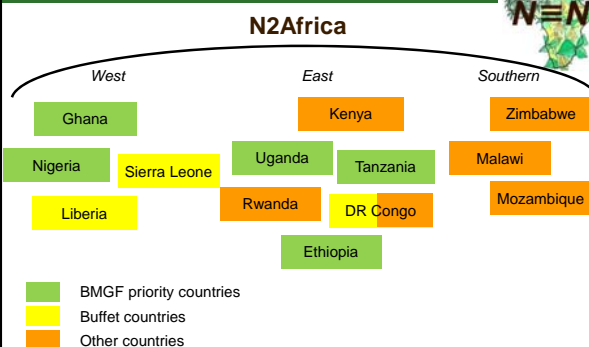 N≡N
N2Africa
West East Southern
Ghana Kenya Zimbabwe
Nigeria Sierra Leone Uganda Tanzania Malawi
Liberia Rwanda DR Congo Mozambique
Ethiopia
BMGF priority countries
Buffet countries
Other countries